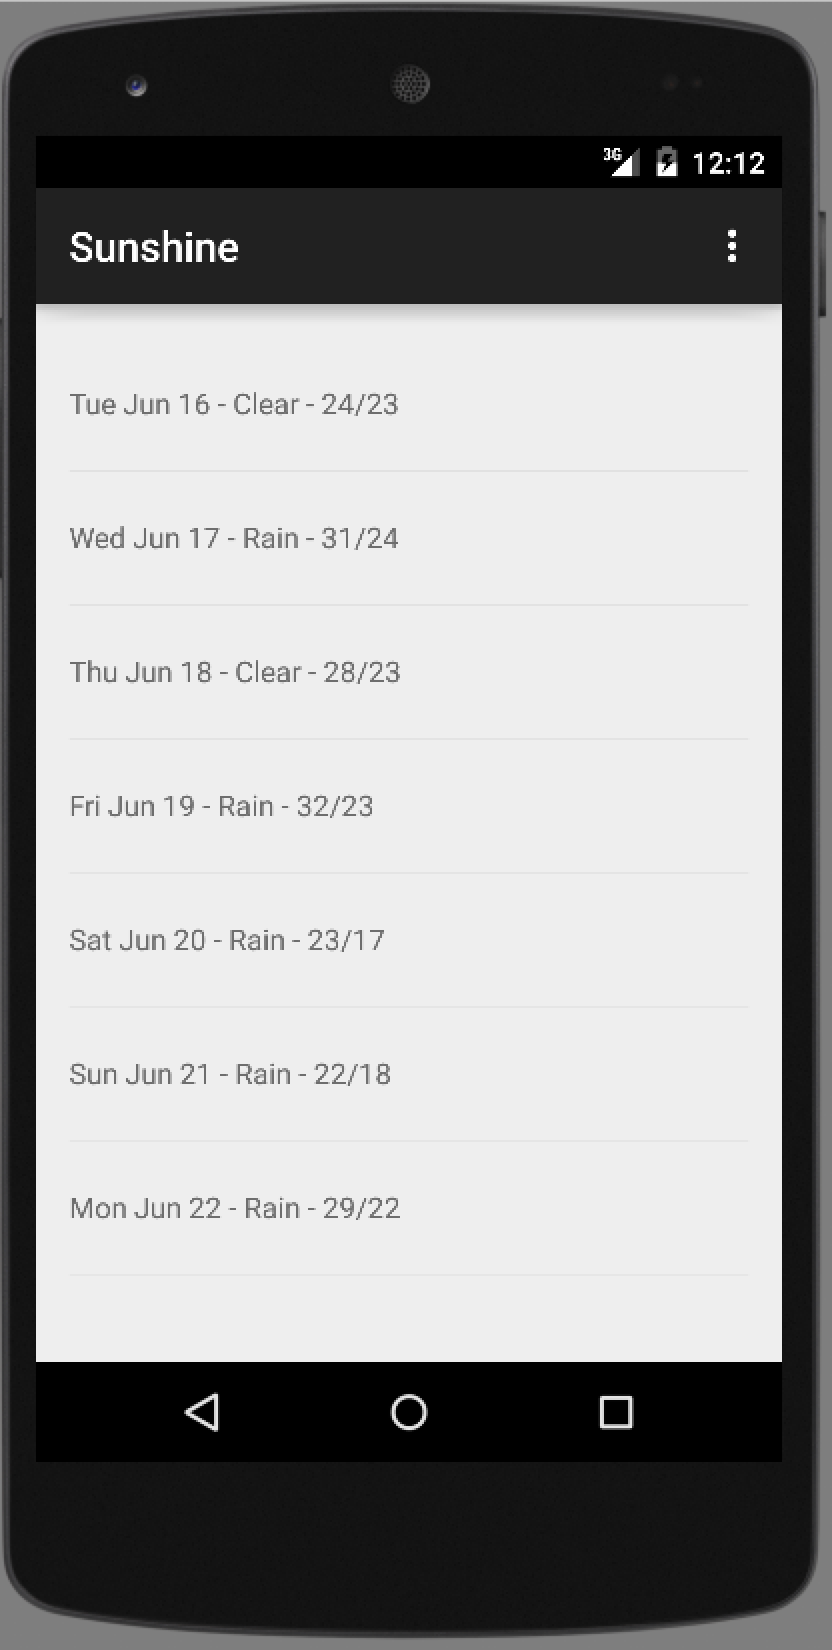 3G 12:12
Sunshine
Tue Jun 16 - Clear - 24/23
Wed Jun 17 - Rain - 31/24
Thu Jun 18 - Clear - 28/23
Fri Jun 19 - Rain - 32/23
Sat Jun 20 - Rain - 23/17
Sun Jun 21 - Rain - 22/18
Mon Jun 22 - Rain - 29/22